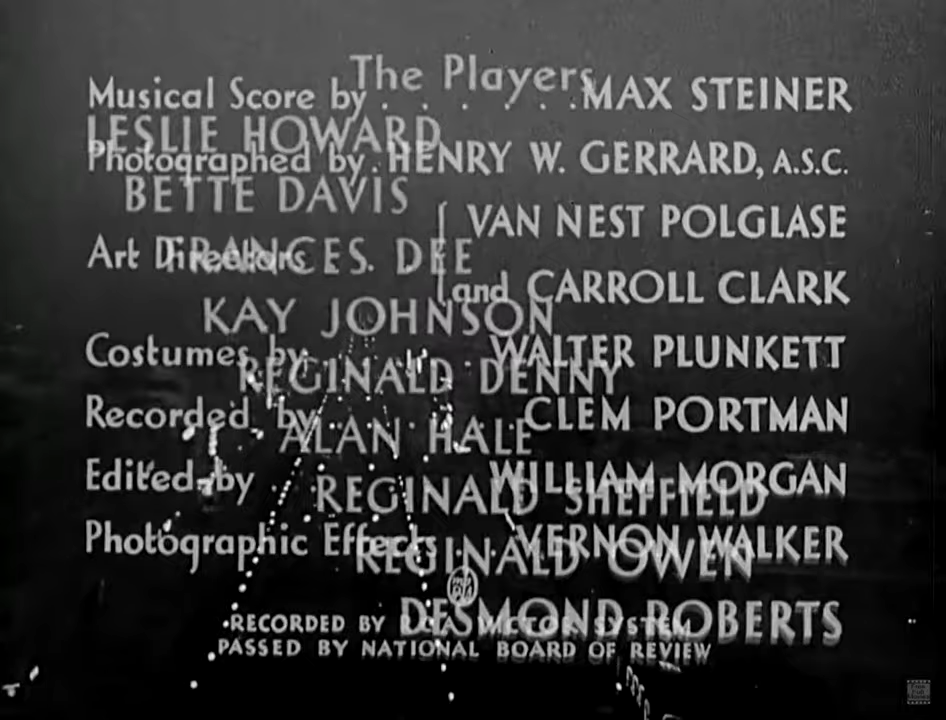 The Players
Musical Score by . . . . . . . MAX STEINER
LESLIE HOWARD
Photographed by . HENRY W. GERRARD, A.S.C.
BETTE DAVIS
VAN NEST POLGLASE
Art Directors
FRANCES DEE
and CARROLL CLARK
KAY JOHNSON
Costumes by . . . . WALTER PLUNKETT
REGINALD DENNY
Recorded by . . . . CLEM PORTMAN
ALAN HALE
Edited by . . . . WILLIAM MORGAN
REGINALD SHEFFIELD
Photographic Effects . . VERNON WALKER
REGINALD OWEN
DESMOND ROBERTS
RECORDED BY RCA VICTOR SYSTEM
PASSED BY NATIONAL BOARD OF REVIEW